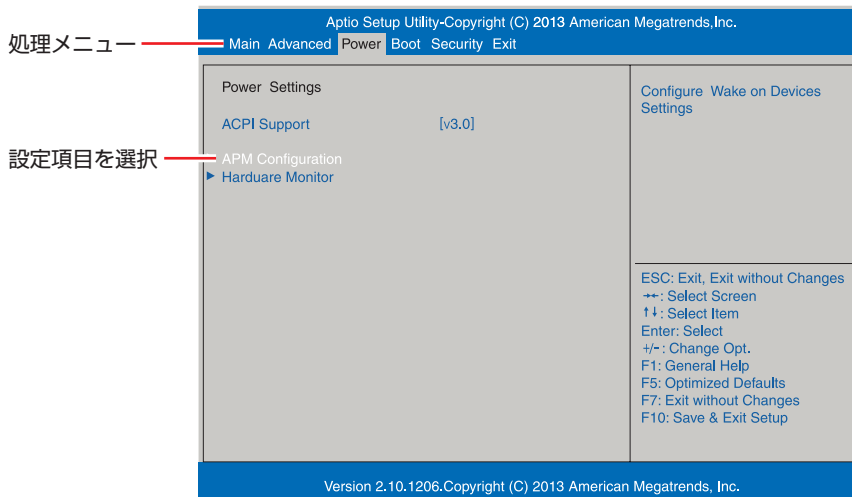 Aptio Setup Utility-Copyright (C) 2013 American Megatrends,Inc.
処理メニュー
Main Advanced Power Boot Security Exit
Power Settings
ACPI Support [v3.0]
設定項目を選択
APM Configuration
▶ Harduare Monitor
Configure Wake on Devices
Settings
ESC: Exit, Exit without Changes
→←: Select Screen
↑↓: Select Item
Enter: Select
+/-: Change Opt.
F1: General Help
F5: Optimized Defaults
F7: Exit without Changes
F10: Save & Exit Setup
Version 2.10.1206.Copyright (C) 2013 American Megatrends, Inc.